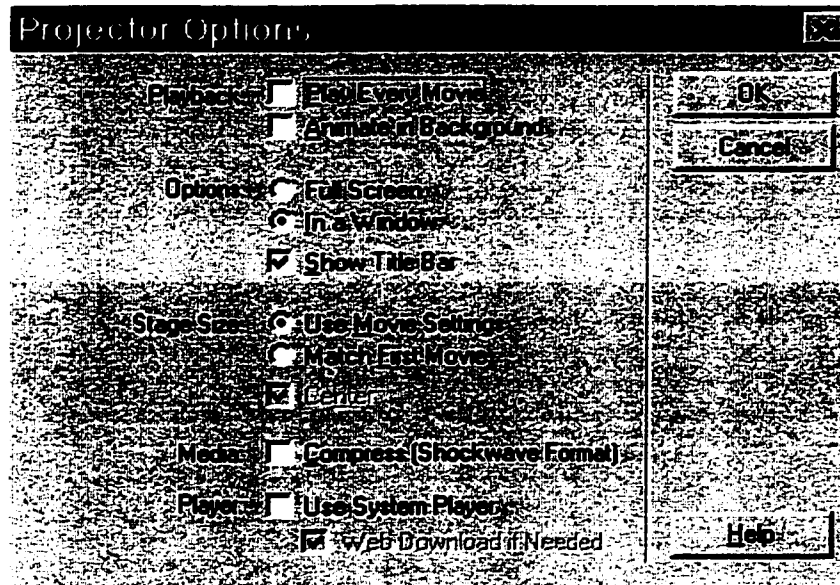 Projector Options
Playback: Play Every Movie
Animate in Background
Options: Full Screen
In a Window
Show Title Bar
Stage Size: Use Movie Settings
Match First Movie
Center
Media: Compress (Shockwave Format)
Player: Use System Player
Web Download if Needed
OK
Cancel
Help